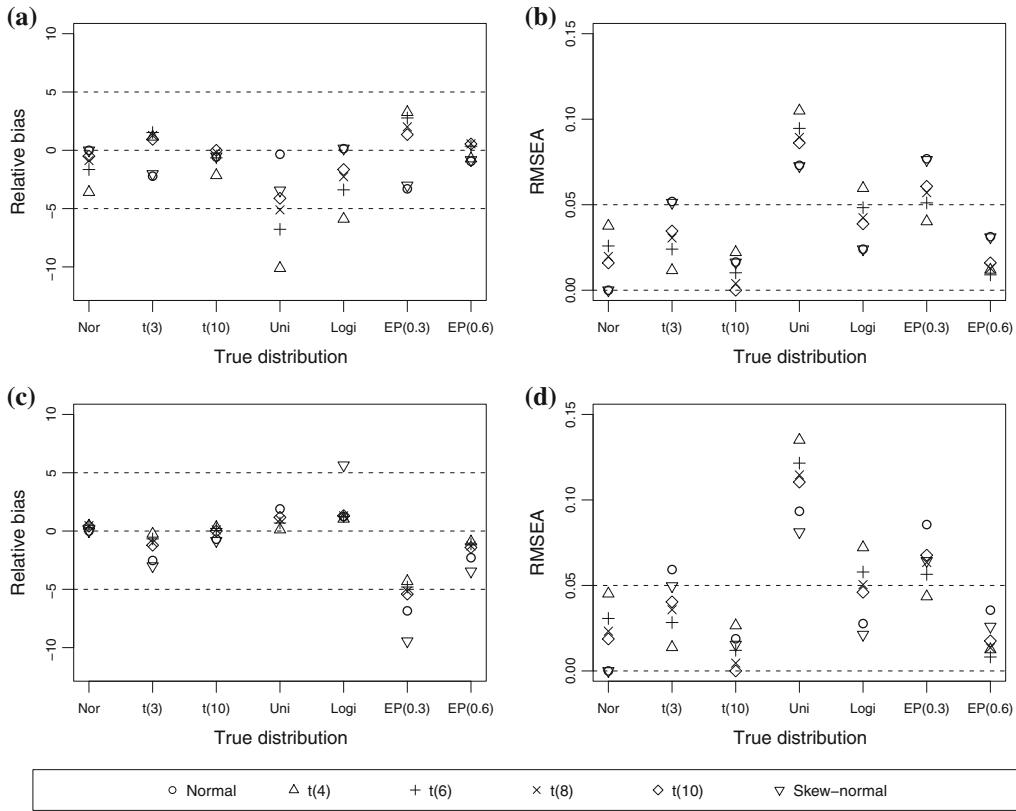 (a)
10
5
0
−5
−10
Relative bias
Nor t(3) t(10) Uni Logi EP(0.3) EP(0.6)
True distribution
(b)
0.15
0.10
0.05
0.00
RMSEA
Nor t(3) t(10) Uni Logi EP(0.3) EP(0.6)
True distribution
(c)
10
5
0
−5
−10
Relative bias
Nor t(3) t(10) Uni Logi EP(0.3) EP(0.6)
True distribution
(d)
0.15
0.10
0.05
0.00
RMSEA
Nor t(3) t(10) Uni Logi EP(0.3) EP(0.6)
True distribution
Normal t(4) t(6) t(8) t(10) Skew-normal